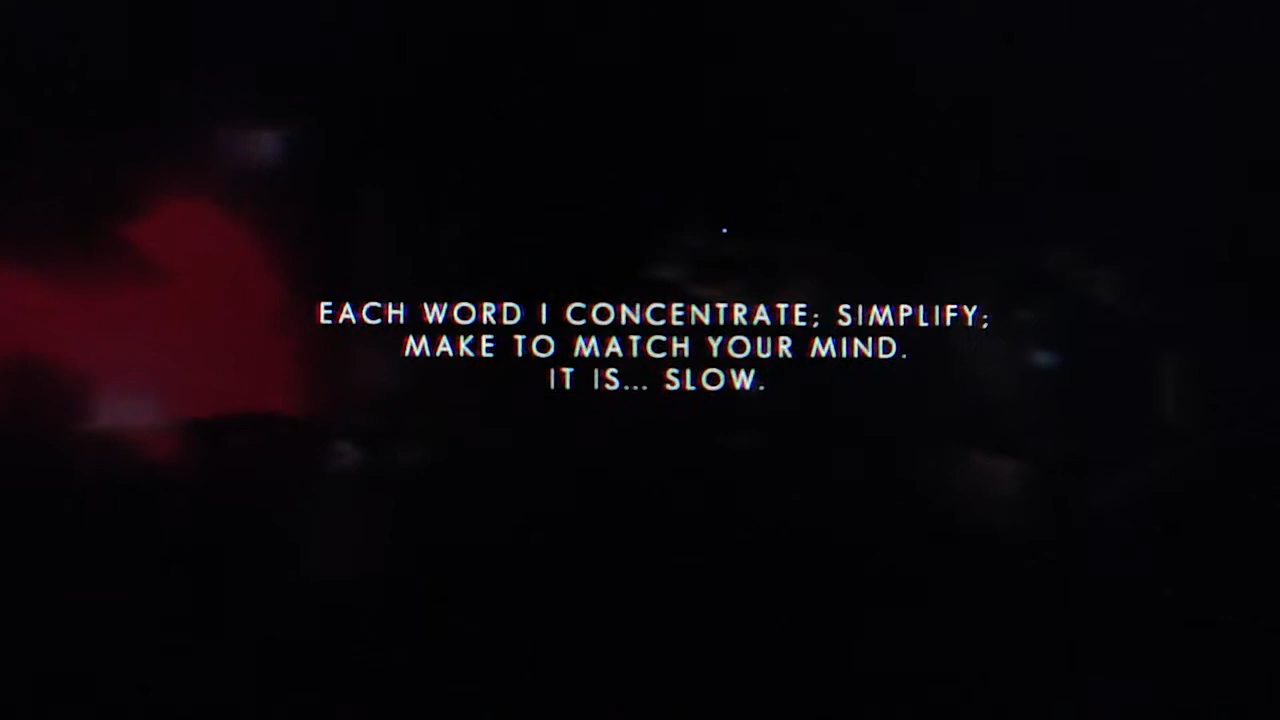 EACH WORD I CONCENTRATE; SIMPLIFY;
MAKE TO MATCH YOUR MIND.
IT IS... SLOW.